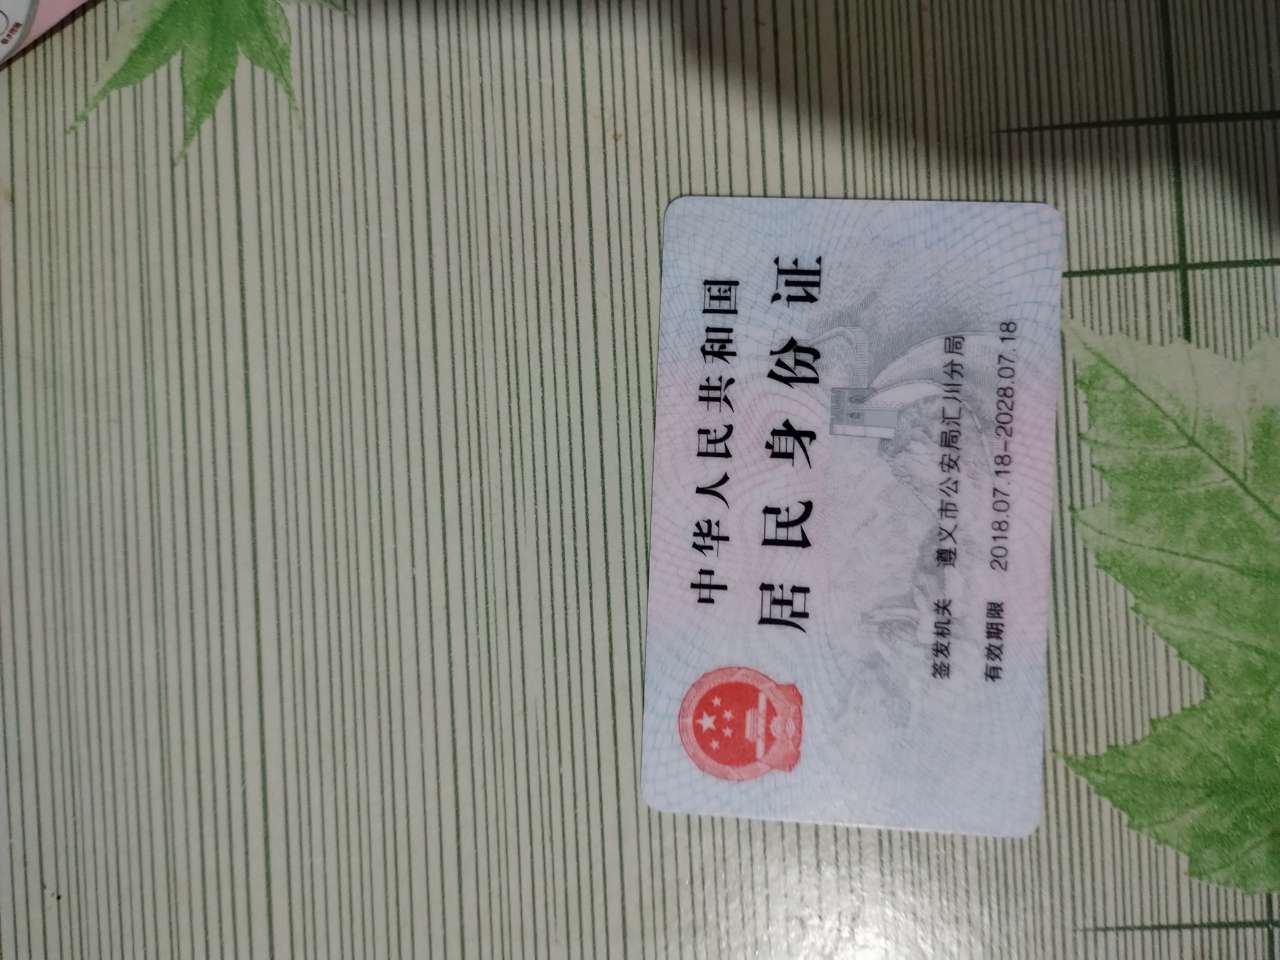 中华人民共和国
居民身份证
签发机关 遵义市公安局汇川分局
有效期限 2018.07.18-2028.07.18